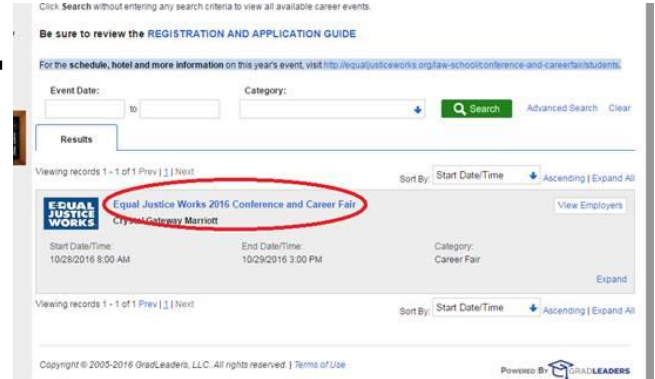 Click Search without entering any search criteria to view all available career events.
Be sure to review the REGISTRATION AND APPLICATION GUIDE
For the schedule, hotel and more information on this year's event, visit http://equaljusticeworks.org/law-school/conference-and-careerfair/students.
Event Date: Category:
to Search Advanced Search Clear
Results
Viewing records 1 - 1 of 1 Prev | 1 | Next
Sort By: Start Date/Time Ascending | Expand All
EQUAL JUSTICE WORKS
Equal Justice Works 2016 Conference and Career Fair View Employers
Crystal Gateway Marriott
Start Date/Time: End Date/Time: Category:
10/28/2016 8:00 AM 10/29/2016 3:00 PM Career Fair
Expand
Viewing records 1 - 1 of 1 Prev | 1 | Next
Sort By: Start Date/Time Ascending | Expand All
Copyright © 2005-2016 GradLeaders, LLC. All rights reserved. | Terms of Use
POWERED BY GRADLEADERS